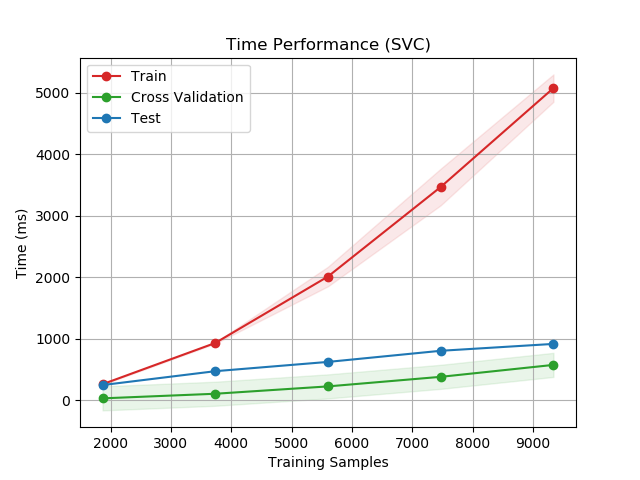 Time Performance (SVC)
Train
Cross Validation
Test
Time (ms)
5000
4000
3000
2000
1000
0
2000 3000 4000 5000 6000 7000 8000 9000
Training Samples